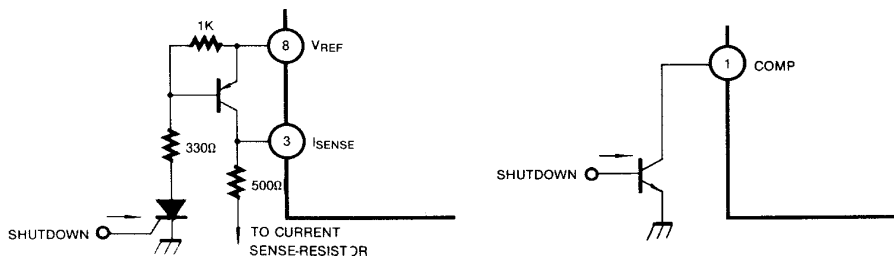 1K
8 VREF
330Ω
3 ISENSE
500Ω
SHUTDOWN
TO CURRENT
SENSE-RESISTOR
1 COMP
SHUTDOWN